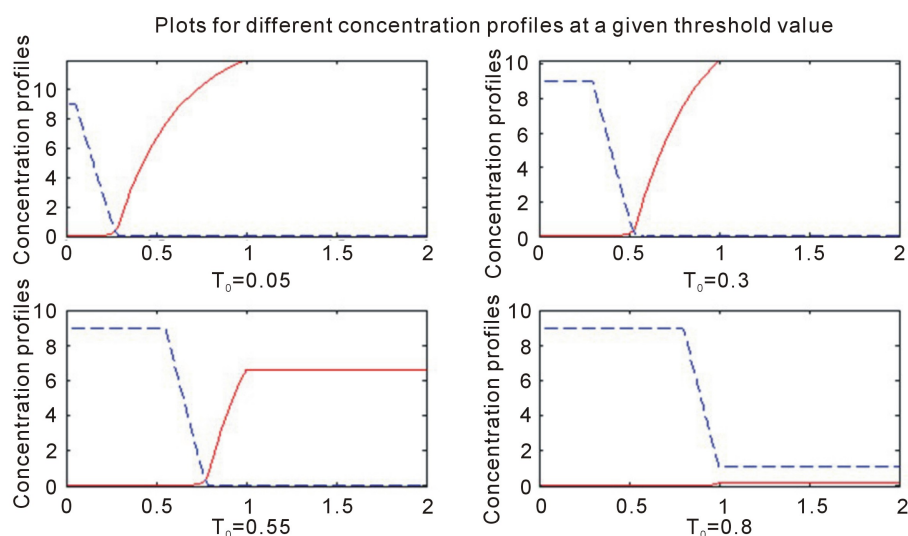 Plots for different concentration profiles at a given threshold value
Concentration profiles
10
8
6
4
2
0
0 0.5 1 1.5 2
T₀=0.05
Concentration profiles
10
8
6
4
2
0
0 0.5 1 1.5 2
T₀=0.3
Concentration profiles
10
8
6
4
2
0
0 0.5 1 1.5 2
T₀=0.55
Concentration profiles
10
8
6
4
2
0
0 0.5 1 1.5 2
T₀=0.8